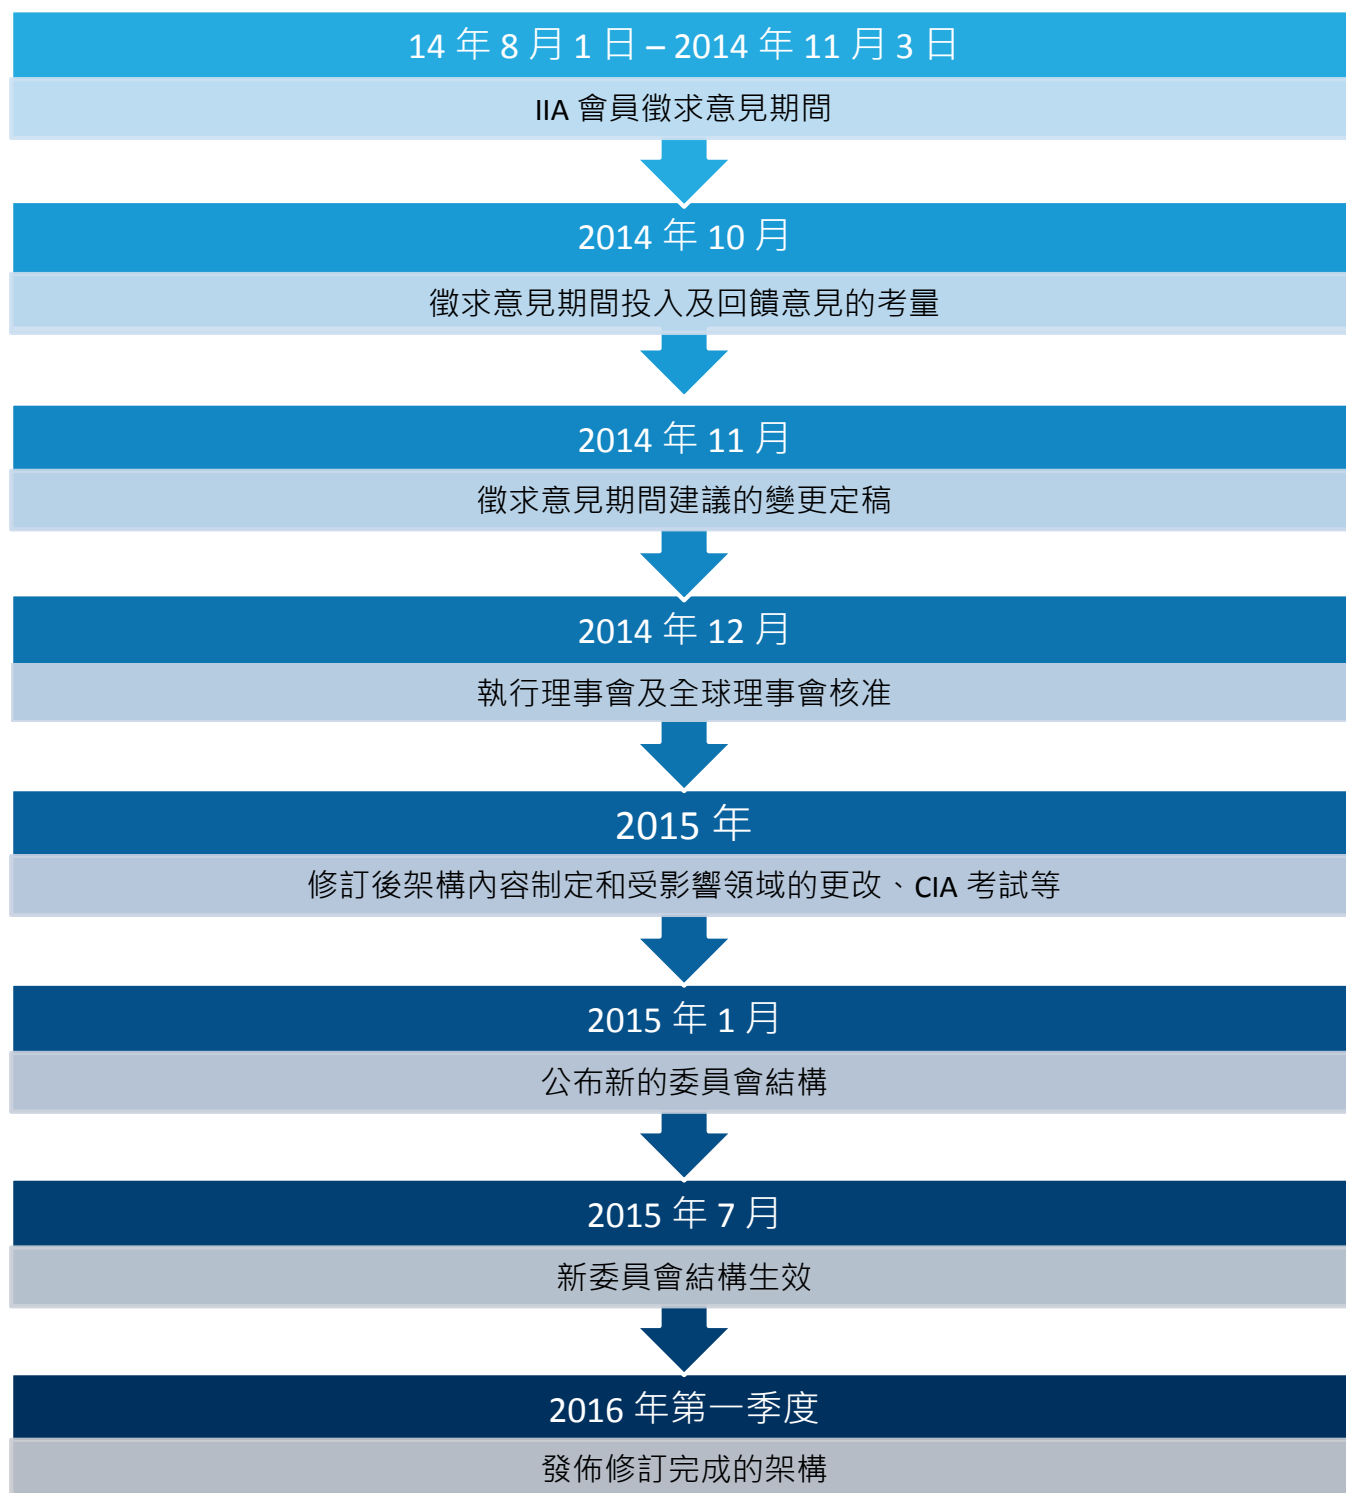 14 年 8 月 1 日 – 2014 年 11 月 3 日
IIA 會員徵求意見期間
2014 年 10 月
徵求意見期間投入及回饋意見的考量
2014 年 11 月
徵求意見期間建議的變更定稿
2014 年 12 月
執行理事會及全球理事會核准
2015 年
修訂後架構內容制定和受影響領域的更改、CIA 考試等
2015 年 1 月
公布新的委員會結構
2015 年 7 月
新委員會結構生效
2016 年第一季度
發佈修訂完成的架構